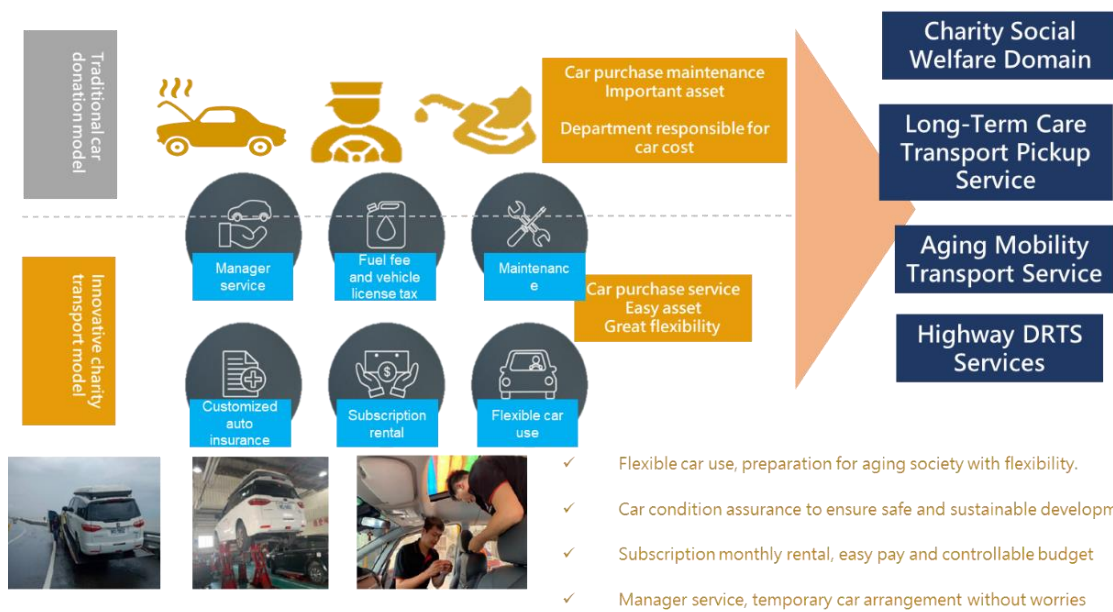 Traditional car
donation model
Car purchase maintenance
Important asset
Department responsible for
car cost
Manager
service
Fuel fee
and vehicle
license tax
Maintenanc
e
Innovative charity
transport model
Car purchase service
Easy asset
Great flexibility
$
Customized
auto
insurance
Subscription
rental
Flexible car
use
Charity Social
Welfare Domain
Long-Term Care
Transport Pickup
Service
Aging Mobility
Transport Service
Highway DRTS
Services
✓ Flexible car use, preparation for aging society with flexibility.
✓ Car condition assurance to ensure safe and sustainable developm
✓ Subscription monthly rental, easy pay and controllable budget
✓ Manager service, temporary car arrangement without worries